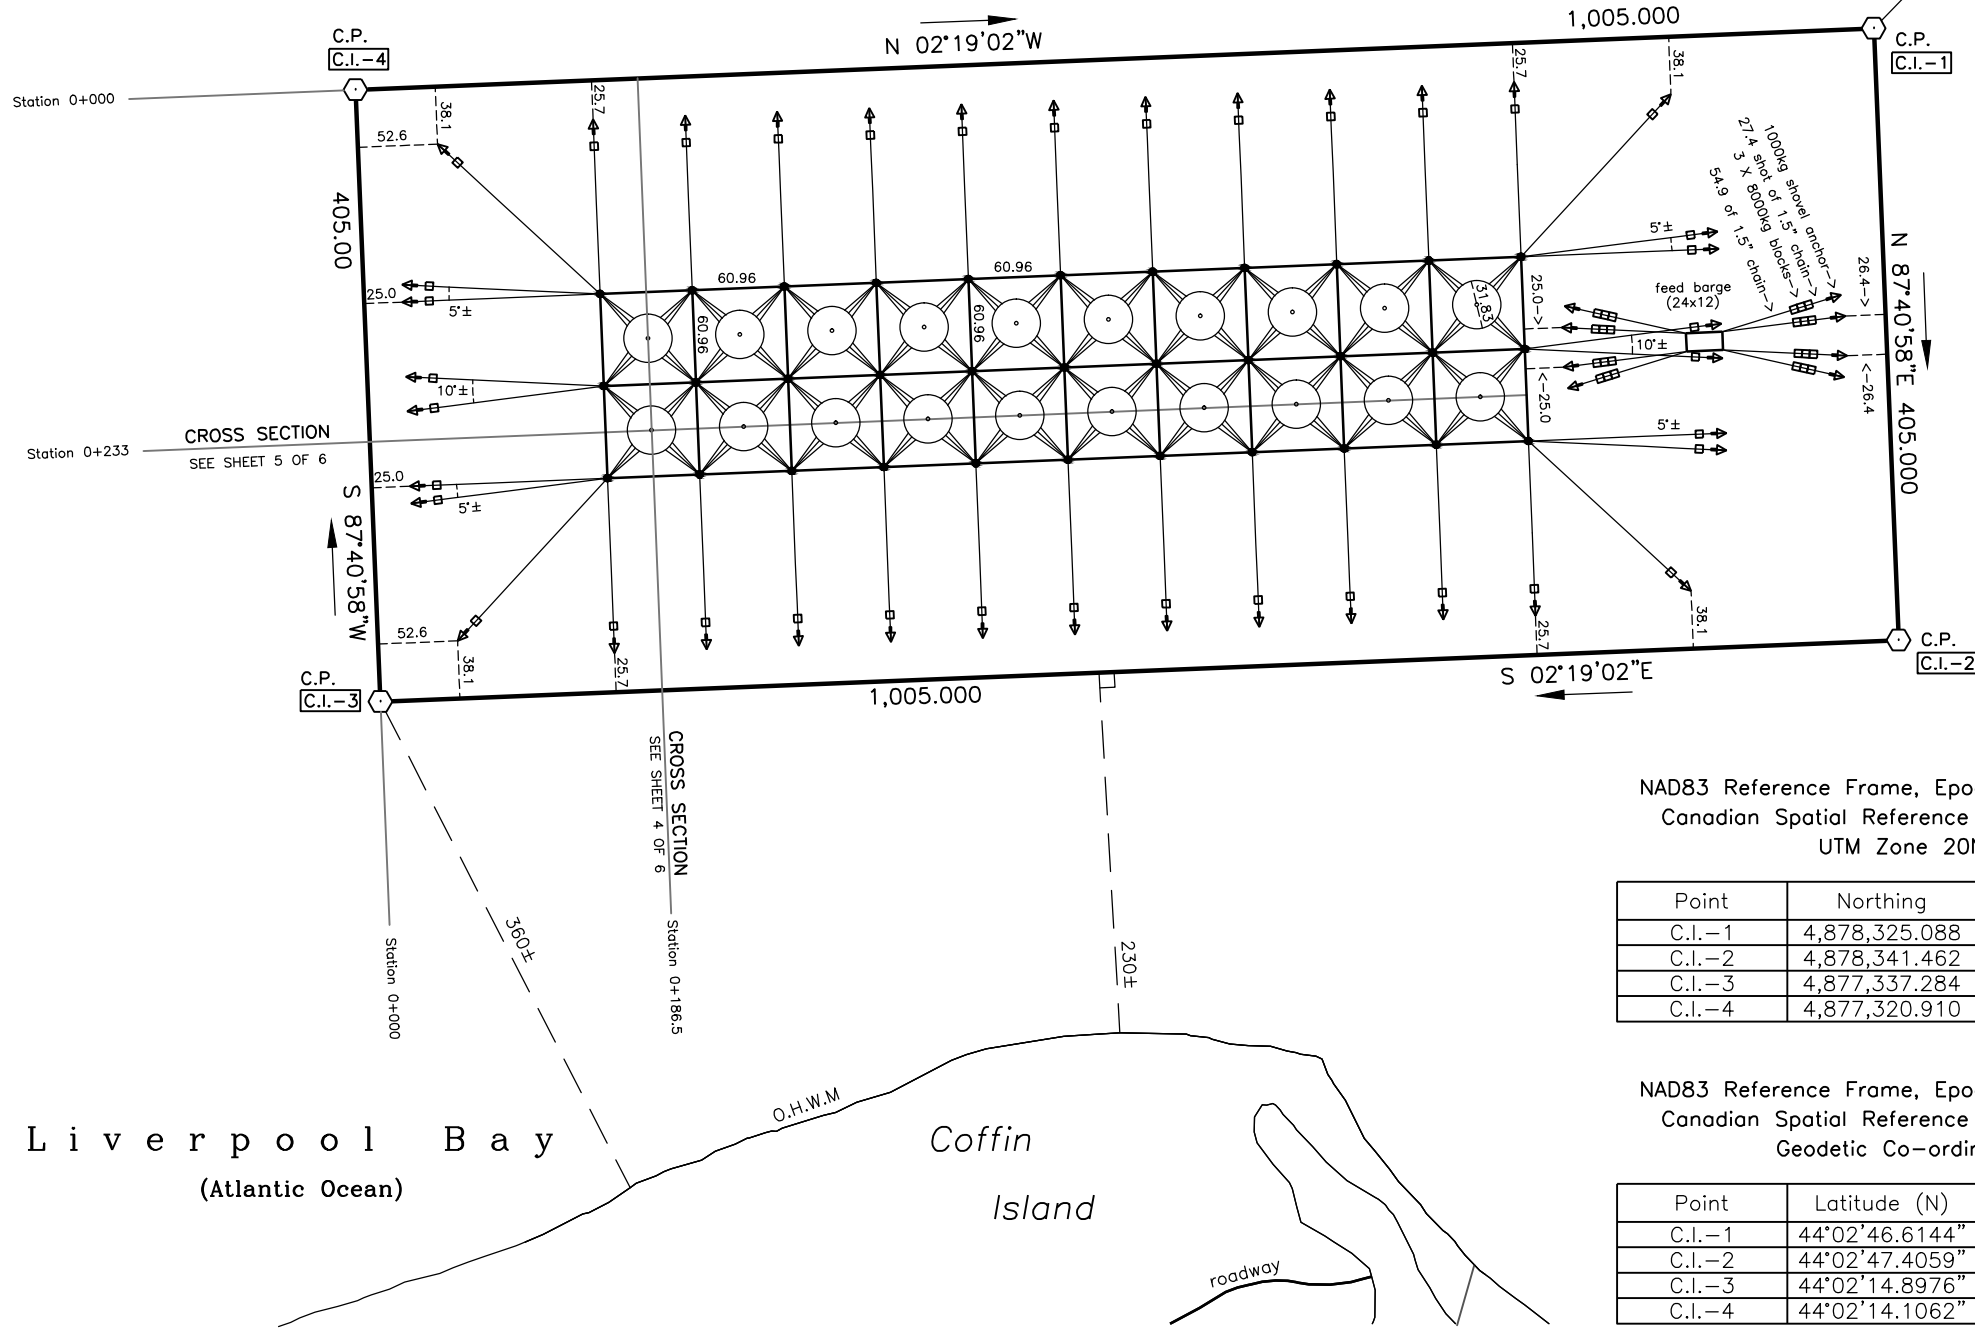 1,005.000
N 02°19'02"W
C.P.
C.I.-4
C.P.
C.I.-1
Station 0+000
25.7
25.7
38.1
38.1
52.6
1000kg shovel anchor->
27.4 shot of 1.5" chain->
3 X 8000kg blocks->
54.9 of 1.5" chain->
405.00
N 87°40'58"E 405.000
5°±
60.96
60.96
25.0
5°±
60.96
60.96
31.83
25.0->
feed barge
(24x12)
26.4->
10°±
10°±
<-25.0
<-26.4
Station 0+233
CROSS SECTION
SEE SHEET 5 OF 6
5°±
25.0
5°±
S 87°40'58"W
52.6
38.1
25.7
25.7
38.1
C.P.
C.I.-2
C.P.
C.I.-3
1,005.000
S 02°19'02"E
CROSS SECTION
SEE SHEET 4 OF 6
Station 0+186.5
Station 0+000
360±
230±
NAD83 Reference Frame, Epo
Canadian Spatial Reference
UTM Zone 20N
Point Northing
C.I.-1 4,878,325.088
C.I.-2 4,878,341.462
C.I.-3 4,877,337.284
C.I.-4 4,877,320.910
NAD83 Reference Frame, Epo
Canadian Spatial Reference
Geodetic Co-ordin
Point Latitude (N)
C.I.-1 44°02'46.6144"
C.I.-2 44°02'47.4059"
C.I.-3 44°02'14.8976"
C.I.-4 44°02'14.1062"
O.H.W.M
Liverpool Bay
(Atlantic Ocean)
Coffin
Island
roadway